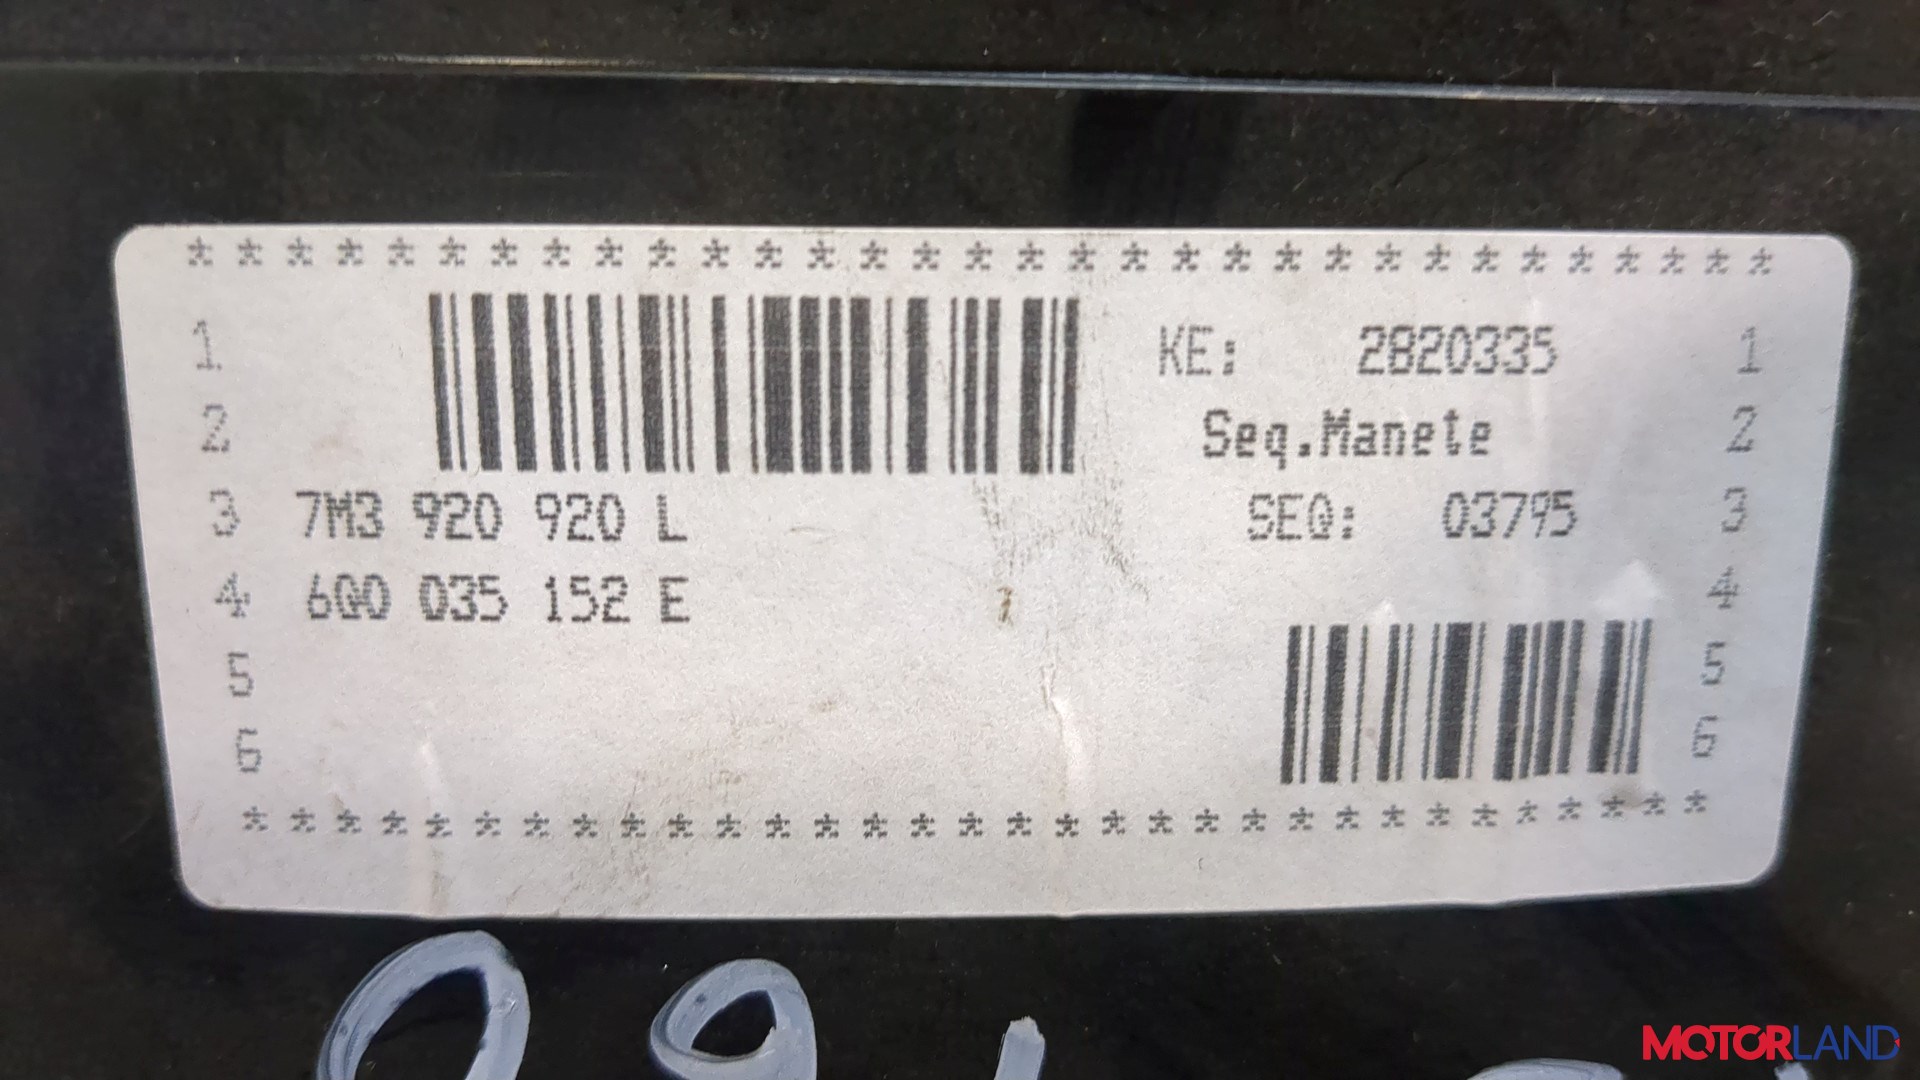 * * * * * * * * * * * * * * * * * * * * * * * * * * * * * * * *
1 KE: 2820335 1
2 Seq.Manete 2
3 7M3 920 920 L SEQ: 03795 3
4 6Q0 035 152 E 4
5 5
6 6
* * * * * * * * * * * * * * * * * * * * * * * * * * * * * * * *
MOTORLAND